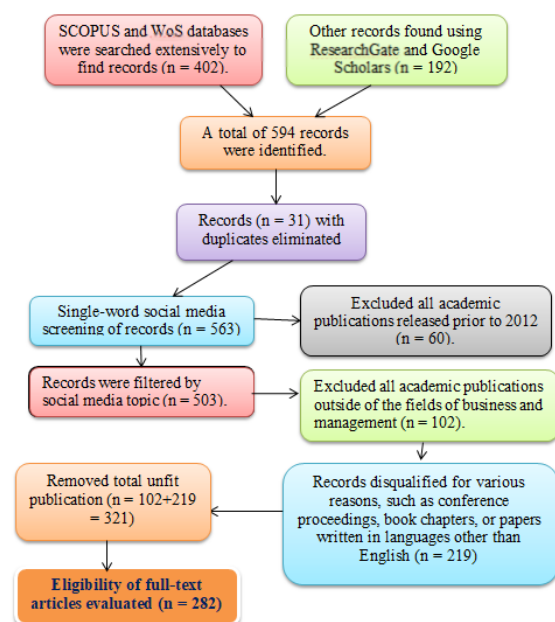 SCOPUS and WoS databases
were searched extensively to
find records (n = 402).
Other records found using
ResearchGate and Google
Scholars (n = 192)
A total of 594 records
were identified.
Records (n = 31) with
duplicates eliminated
Single-word social media
screening of records (n = 563)
Excluded all academic
publications released prior to 2012
(n = 60).
Records were filtered by
social media topic (n = 503).
Excluded all academic publications
outside of the fields of business and
management (n = 102).
Removed total unfit
publication (n = 102+219
= 321)
Records disqualified for various
reasons, such as conference
proceedings, book chapters, or papers
written in languages other than
English (n = 219)
Eligibility of full-text
articles evaluated (n = 282)